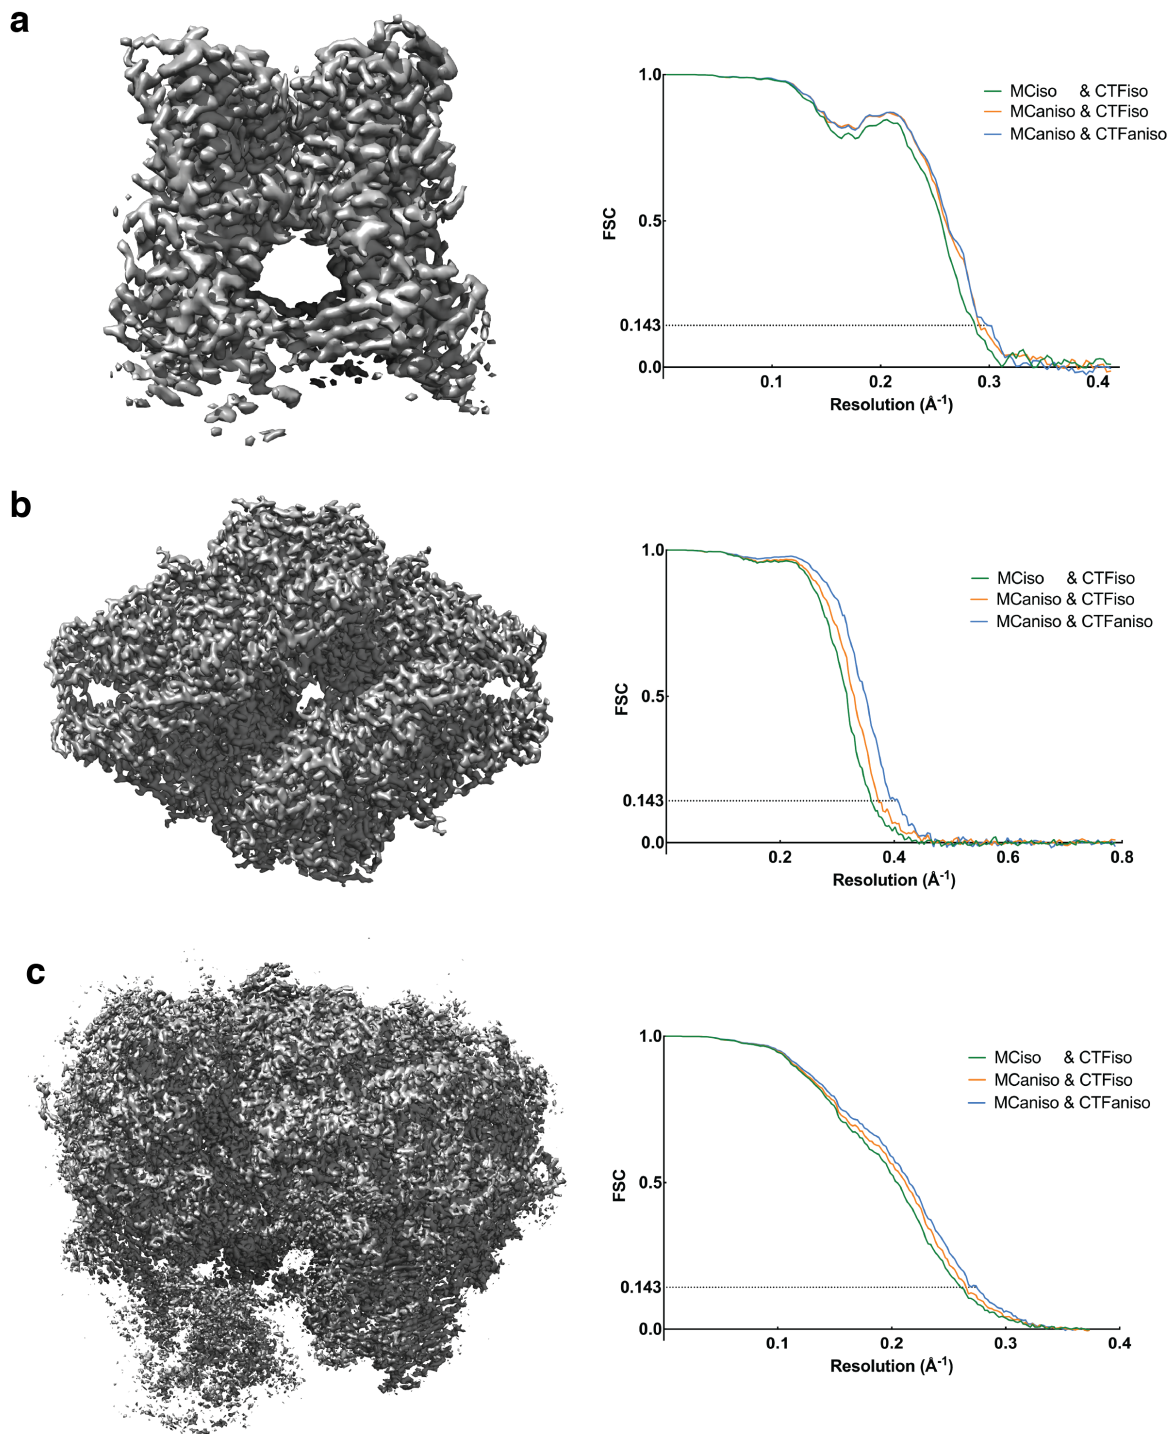 a
1.0
0.5
0.143
0.0
FSC
0.1 0.2 0.3 0.4
Resolution (Å⁻¹)
MCiso & CTFiso
MCaniso & CTFiso
MCaniso & CTFaniso
b
1.0
0.5
0.143
0.0
FSC
0.2 0.4 0.6 0.8
Resolution (Å⁻¹)
MCiso & CTFiso
MCaniso & CTFiso
MCaniso & CTFaniso
c
1.0
0.5
0.143
0.0
FSC
0.1 0.2 0.3 0.4
Resolution (Å⁻¹)
MCiso & CTFiso
MCaniso & CTFiso
MCaniso & CTFaniso